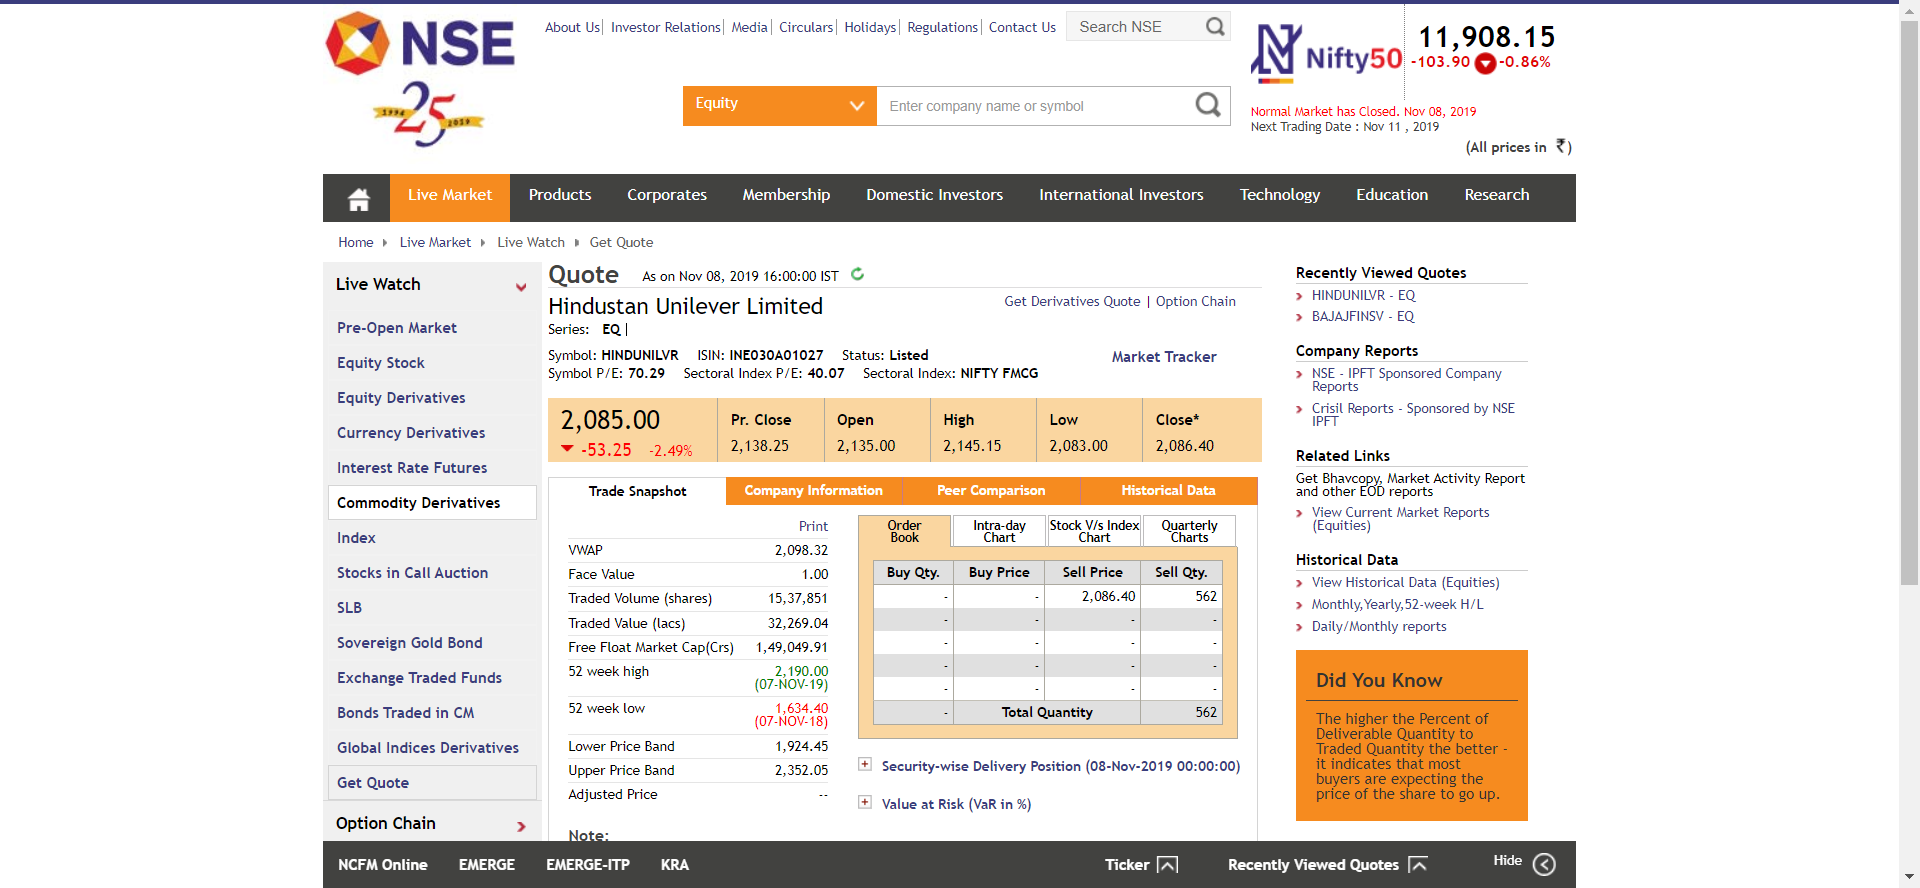 NSE
1994 25 2019
About Us | Investor Relations | Media | Circulars | Holidays | Regulations | Contact Us
Search NSE
Equity
Enter company name or symbol
Nifty50
11,908.15
-103.90 -0.86%
Normal Market has Closed. Nov 08, 2019
Next Trading Date : Nov 11 , 2019
(All prices in ₹)
Live Market Products Corporates Membership Domestic Investors International Investors Technology Education Research
Home Live Market Live Watch Get Quote
Live Watch
Pre-Open Market
Equity Stock
Equity Derivatives
Currency Derivatives
Interest Rate Futures
Commodity Derivatives
Index
Stocks in Call Auction
SLB
Sovereign Gold Bond
Exchange Traded Funds
Bonds Traded in CM
Global Indices Derivatives
Get Quote
Option Chain
Quote As on Nov 08, 2019 16:00:00 IST
Hindustan Unilever Limited
Get Derivatives Quote | Option Chain
Series: EQ |
Symbol: HINDUNILVR ISIN: INE030A01027 Status: Listed
Market Tracker
Symbol P/E: 70.29 Sectoral Index P/E: 40.07 Sectoral Index: NIFTY FMCG
2,085.00
-53.25 -2.49%
Pr. Close Open High Low Close*
2,138.25 2,135.00 2,145.15 2,083.00 2,086.40
Trade Snapshot Company Information Peer Comparison Historical Data
Print
VWAP 2,098.32
Face Value 1.00
Traded Volume (shares) 15,37,851
Traded Value (lacs) 32,269.04
Free Float Market Cap(Crs) 1,49,049.91
52 week high 2,190.00
(07-NOV-19)
52 week low 1,634.40
(07-NOV-18)
Lower Price Band 1,924.45
Upper Price Band 2,352.05
Adjusted Price --
Note:
Order Book
Intra-day Chart
Stock V/s Index Chart
Quarterly Charts
Buy Qty. Buy Price Sell Price Sell Qty.
- - 2,086.40 562
- - - -
- - - -
- - - -
- - - -
- Total Quantity 562
Security-wise Delivery Position (08-Nov-2019 00:00:00)
Value at Risk (VaR in %)
Recently Viewed Quotes
HINDUNILVR - EQ
BAJAJFINSV - EQ
Company Reports
NSE - IPFT Sponsored Company
Reports
Crisil Reports - Sponsored by NSE
IPFT
Related Links
Get Bhavcopy, Market Activity Report
and other EOD reports
View Current Market Reports
(Equities)
Historical Data
View Historical Data (Equities)
Monthly,Yearly,52-week H/L
Daily/Monthly reports
Did You Know
The higher the Percent of
Deliverable Quantity to
Traded Quantity the better -
it indicates that most
buyers are expecting the
price of the share to go up.
NCFM Online EMERGE EMERGE-ITP KRA Ticker Recently Viewed Quotes Hide